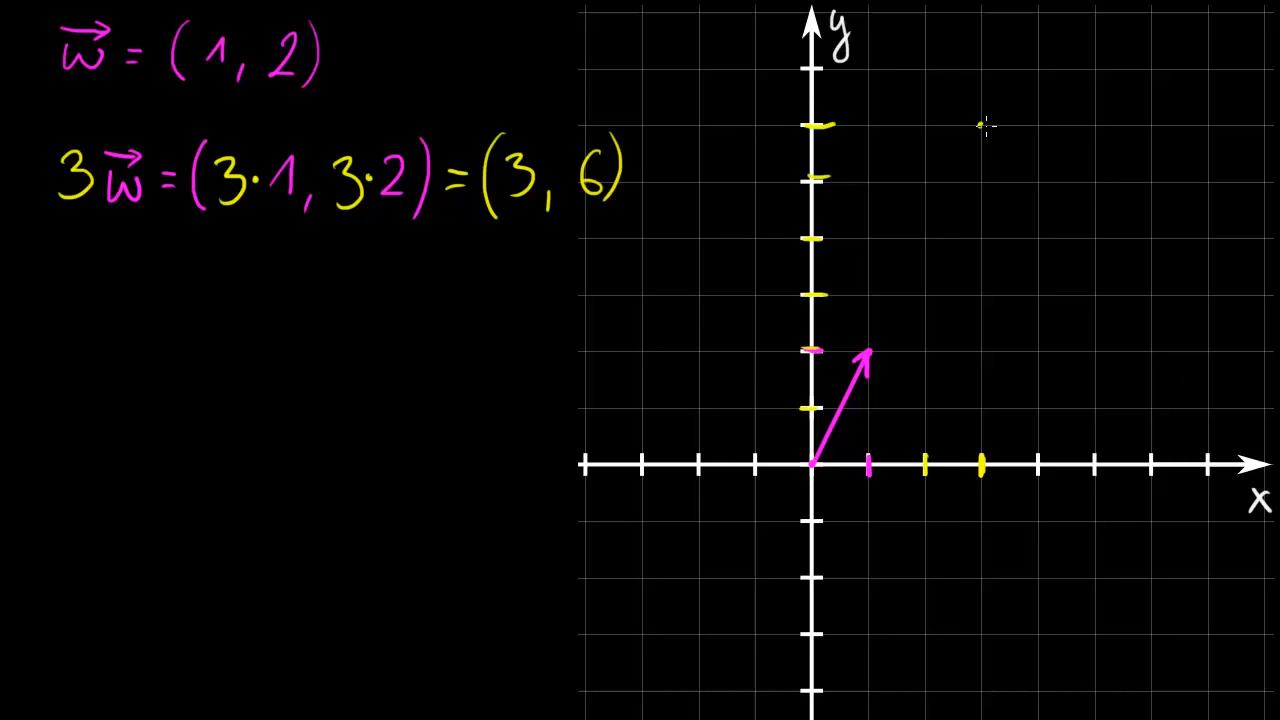 w⃗ = (1, 2)
3w⃗ = (3·1, 3·2) = (3, 6)
y
x